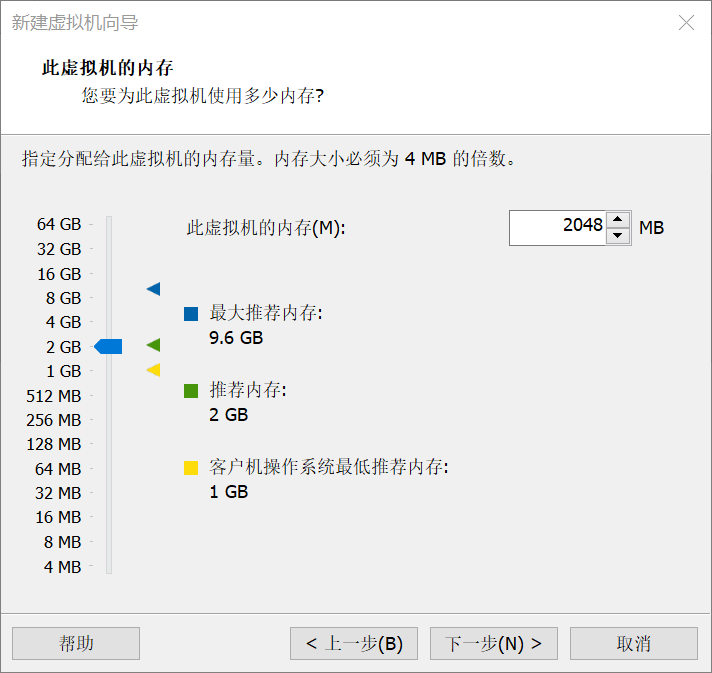 新建虚拟机向导
此虚拟机的内存
您要为此虚拟机使用多少内存?
指定分配给此虚拟机的内存量。内存大小必须为 4 MB 的倍数。
64 GB
32 GB
16 GB
8 GB
4 GB
2 GB
1 GB
512 MB
256 MB
128 MB
64 MB
32 MB
16 MB
8 MB
4 MB
此虚拟机的内存(M):
2048 MB
最大推荐内存:
9.6 GB
推荐内存:
2 GB
客户机操作系统最低推荐内存:
1 GB
帮助
< 上一步(B)
下一步(N) >
取消